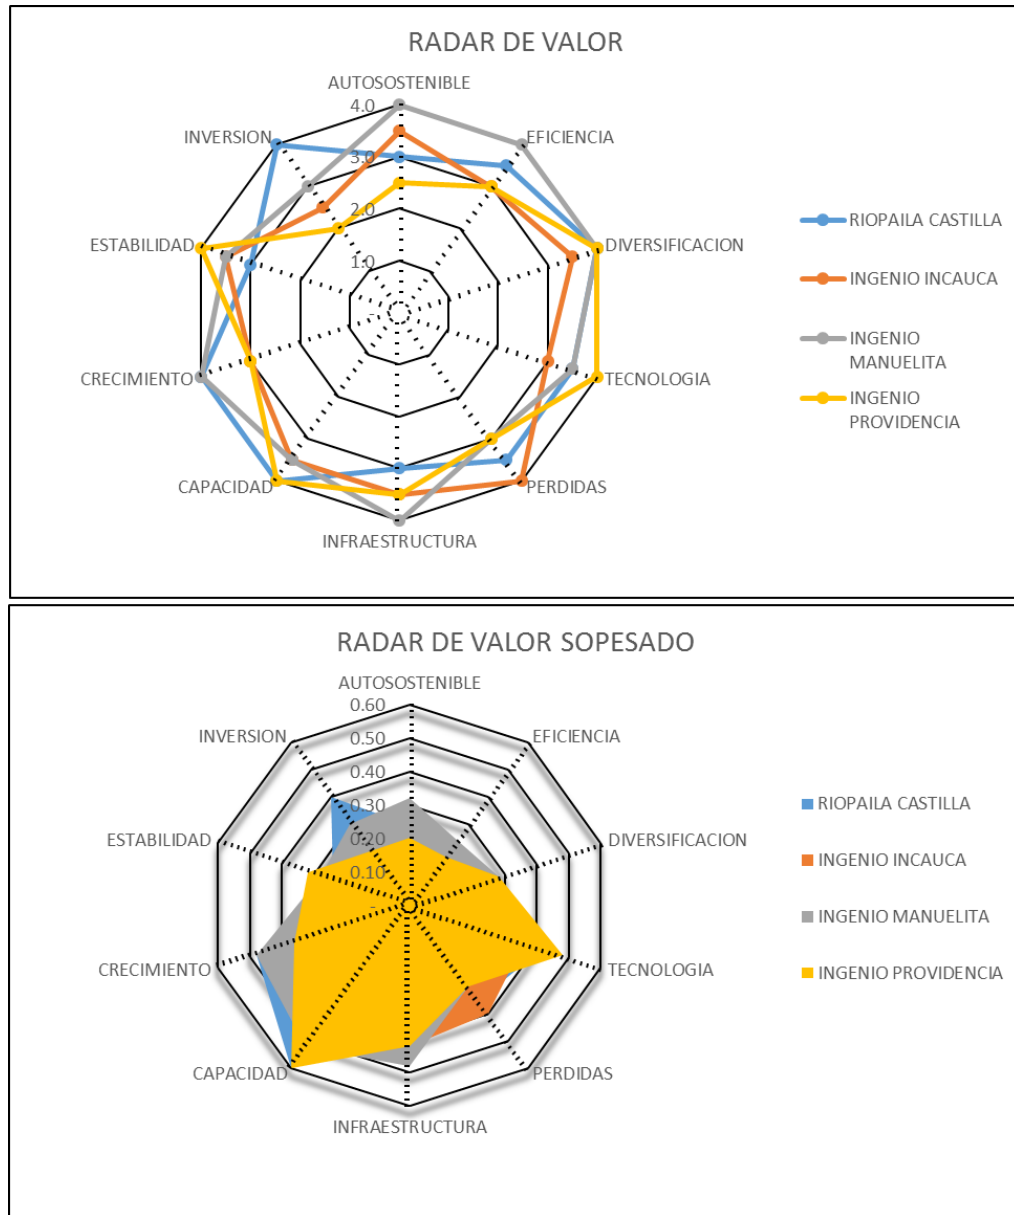 RADAR DE VALOR
AUTOSOSTENIBLE
4.0
INVERSION
EFICIENCIA
3.0
2.0
RIOPAILA CASTILLA
ESTABILIDAD
DIVERSIFICACION
1.0
INGENIO INCAUCA
-
INGENIO
MANUELITA
CRECIMIENTO
TECNOLOGIA
INGENIO
PROVIDENCIA
CAPACIDAD
PERDIDAS
INFRAESTRUCTURA
RADAR DE VALOR SOPESADO
AUTOSOSTENIBLE
0.60
INVERSION
EFICIENCIA
0.50
0.40
RIOPAILA CASTILLA
0.30
ESTABILIDAD
DIVERSIFICACION
0.20
INGENIO INCAUCA
0.10
-
INGENIO MANUELITA
CRECIMIENTO
TECNOLOGIA
INGENIO PROVIDENCIA
CAPACIDAD
PERDIDAS
INFRAESTRUCTURA